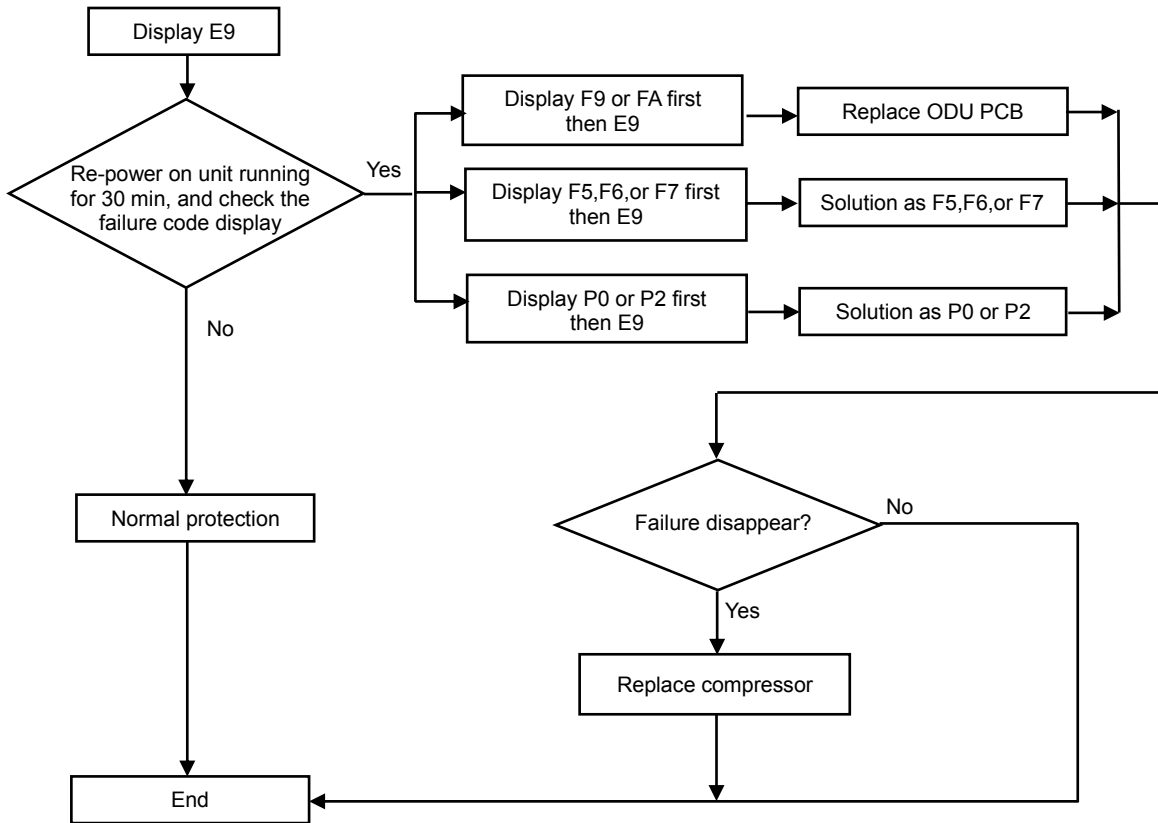 Display E9
Re-power on unit running
for 30 min, and check the
failure code display
Yes
No
Display F9 or FA first
then E9
Replace ODU PCB
Display F5,F6,or F7 first
then E9
Solution as F5,F6,or F7
Display P0 or P2 first
then E9
Solution as P0 or P2
Normal protection
Failure disappear?
No
Yes
Replace compressor
End